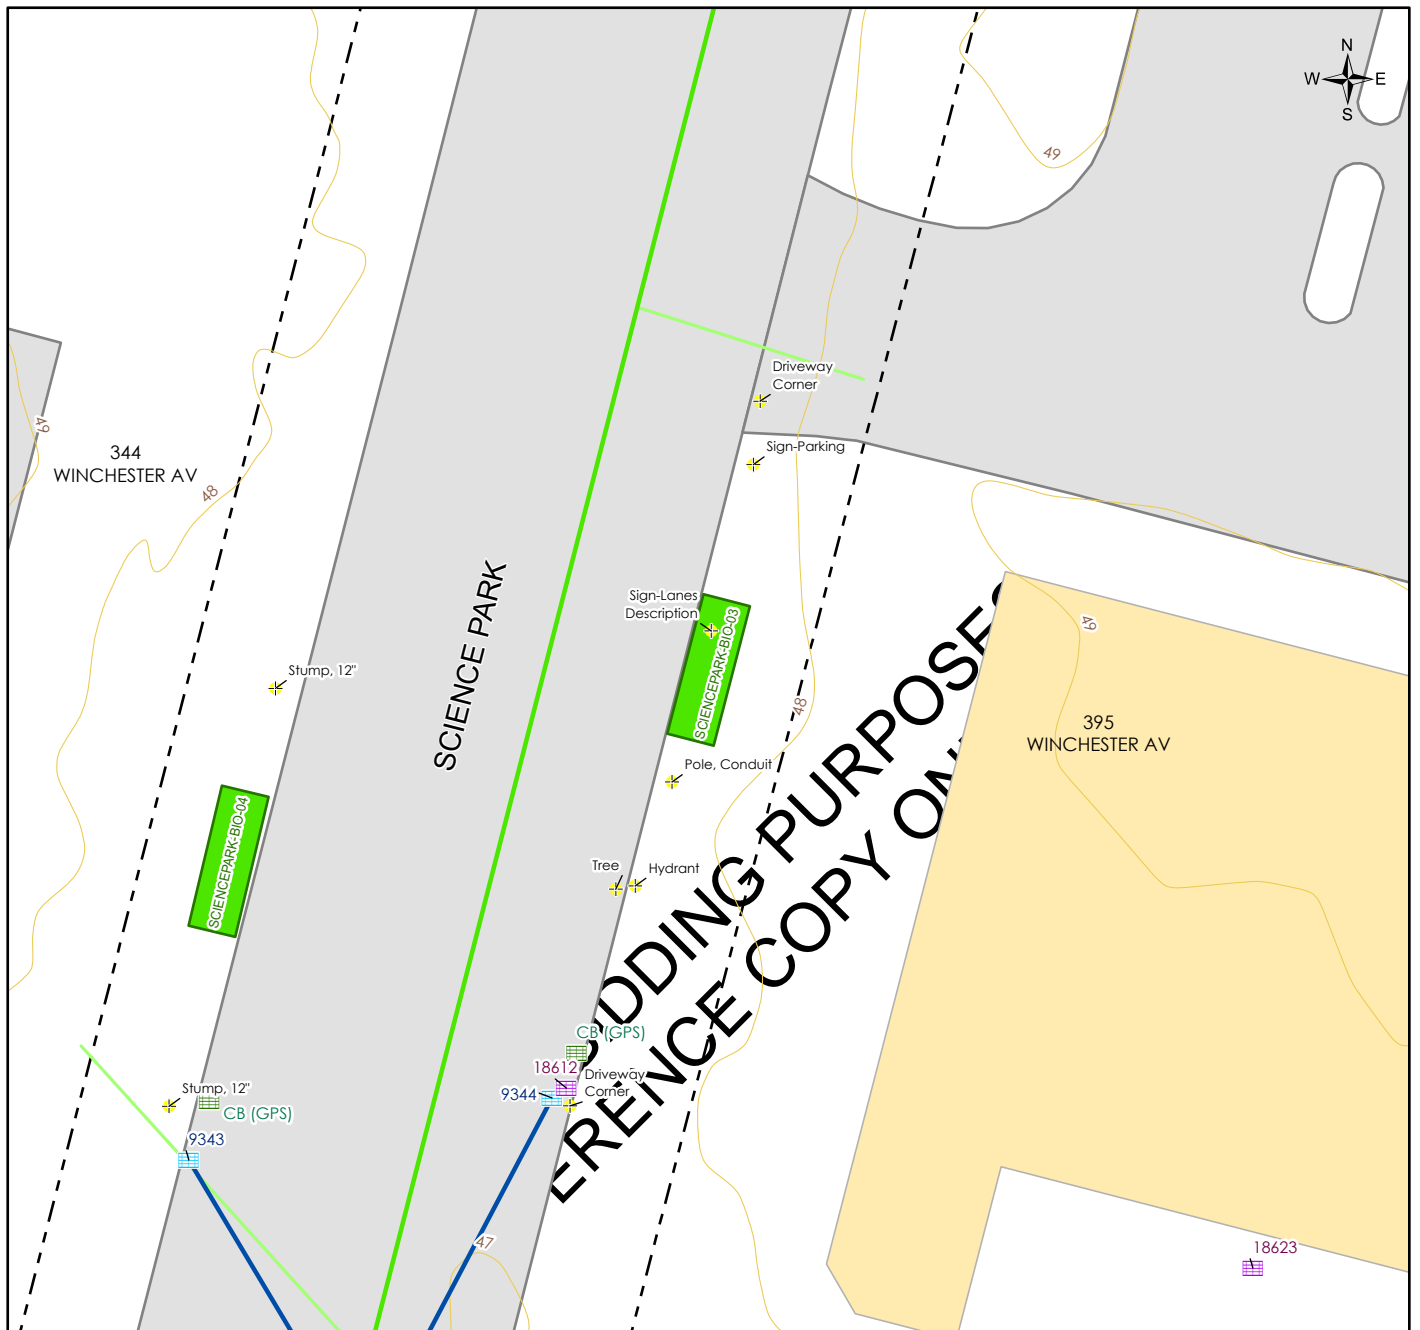 N
W E
S
49
Driveway
Corner
49
344
WINCHESTER AV
Sign-Parking
48
SCIENCE PARK
Sign-Lanes
Description
SCIENCEPARK-BIO-03
49
Stump, 12"
48
395
WINCHESTER AV
Pole, Conduit
SCIENCEPARK-BIO-04
Tree
Hydrant
BIDDING PURPOSES
ERENCE COPY ON
CB (GPS)
18612
Driveway
Corner
9344
Stump, 12"
CB (GPS)
9343
47
18623